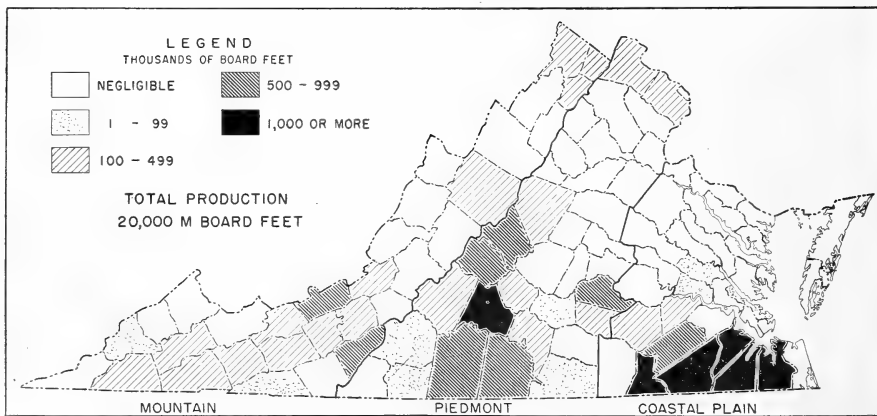 LEGEND
THOUSANDS OF BOARD FEET
NEGLIGIBLE
1 - 99
100 - 499
500 - 999
1,000 OR MORE
TOTAL PRODUCTION
20,000 M BOARD FEET
MOUNTAIN
PIEDMONT
COASTAL PLAIN